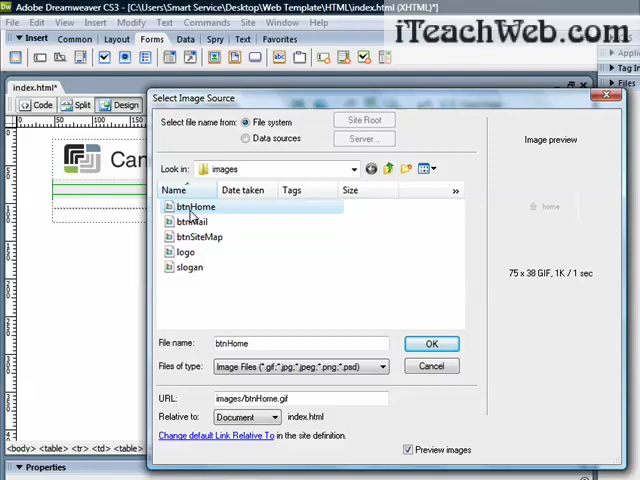 Adobe Dreamweaver CS3 - [C:\Users\Smart Service\Desktop\Web Template\HTML\index.html (XHTML)*]
iTeachWeb.com
File Edit View Insert Modify Text Commands Site Window Help
Insert Common Layout Forms Data Spry Text Favorites
Tag In
Files
index.html*
Code Split Design
Select Image Source
Select file name from: File system Site Root
Data sources Server...
Image preview
Look in: images
Name Date taken Tags Size »
btnHome
btnMail
btnSiteMap
logo
slogan
home
75 x 38 GIF, 1K / 1 sec
File name: btnHome OK
Files of type: Image Files (*.gif;*.jpg;*.jpeg;*.png;*.psd) Cancel
URL: images/btnHome.gif
Relative to: Document index.html
Change default Link Relative To in the site definition.
Preview images
<body> <table> <tr> <td>
Properties